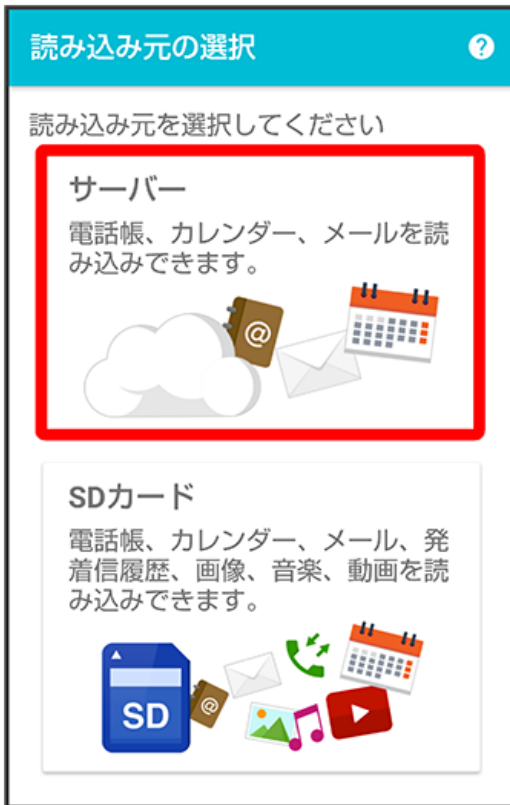 読み込み元の選択
?
読み込み元を選択してください
サーバー
電話帳、カレンダー、メールを読
み込みできます。
@
SDカード
電話帳、カレンダー、メール、発
着信履歴、画像、音楽、動画を読
み込みできます。
SD
@